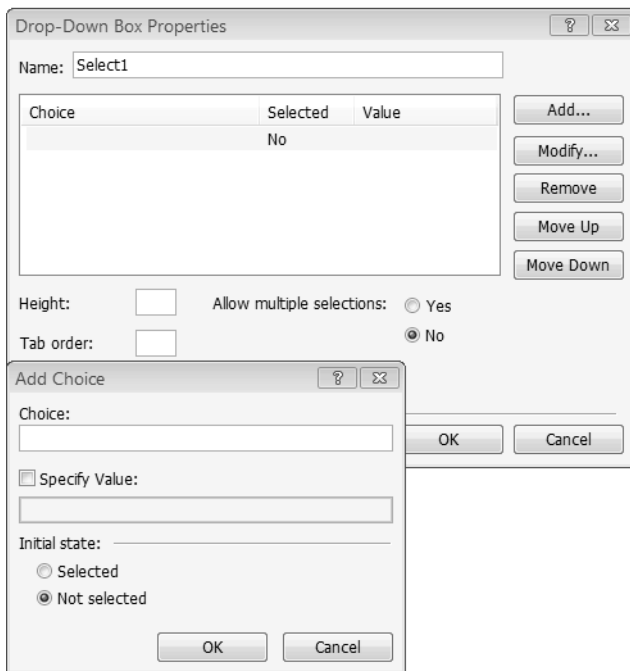 Drop-Down Box Properties
Name: Select1
Choice Selected Value
No
Add...
Modify...
Remove
Move Up
Move Down
Height:
Allow multiple selections: Yes
No
Tab order:
OK Cancel
Add Choice
Choice:
Specify Value:
Initial state:
Selected
Not selected
OK Cancel